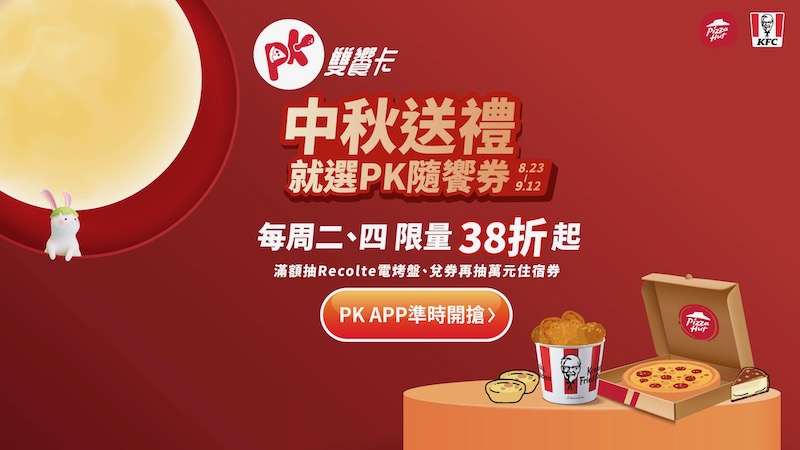 PK 雙饗卡
Pizza Hut
KFC
中秋送禮
就選PK隨饗券
8.23
9.12
每周二、四 限量 38折起
滿額抽Recolte電烤盤、兌券再抽萬元住宿券
PK APP準時開搶
Pizza Hut